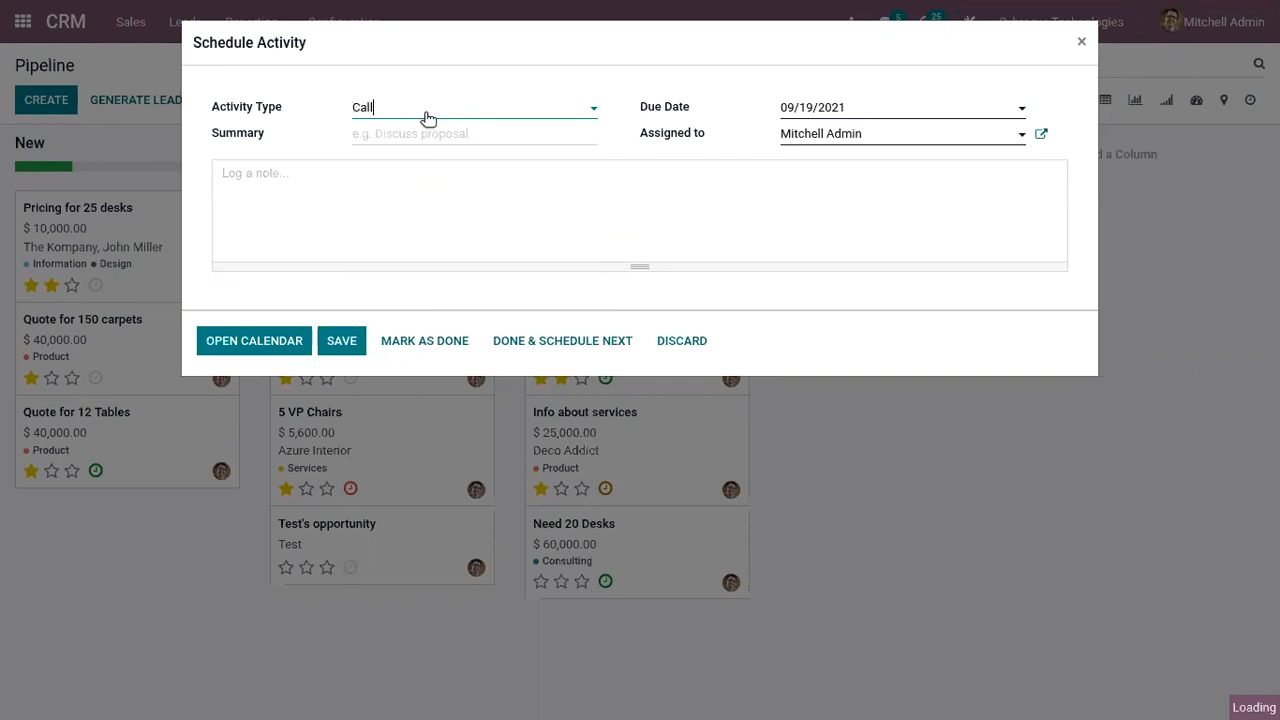 CRM Sales Reporting Configuration 5 25 Mitchell Admin
Schedule Activity ×
Pipeline
CREATE GENERATE LEAD
Activity Type Call Due Date 09/19/2021
Summary e.g. Discuss proposal Assigned to Mitchell Admin
Log a note...
OPEN CALENDAR SAVE MARK AS DONE DONE & SCHEDULE NEXT DISCARD
d a Column
New
Pricing for 25 desks
$ 10,000.00
The Kompany, John Miller
Information Design
Quote for 150 carpets
$ 40,000.00
Product
Quote for 12 Tables
$ 40,000.00
Product
5 VP Chairs
$ 5,600.00
Azure Interior
Services
Test's opportunity
Test
Info about services
$ 25,000.00
Deco Addict
Product
Need 20 Desks
$ 60,000.00
Consulting
Loading